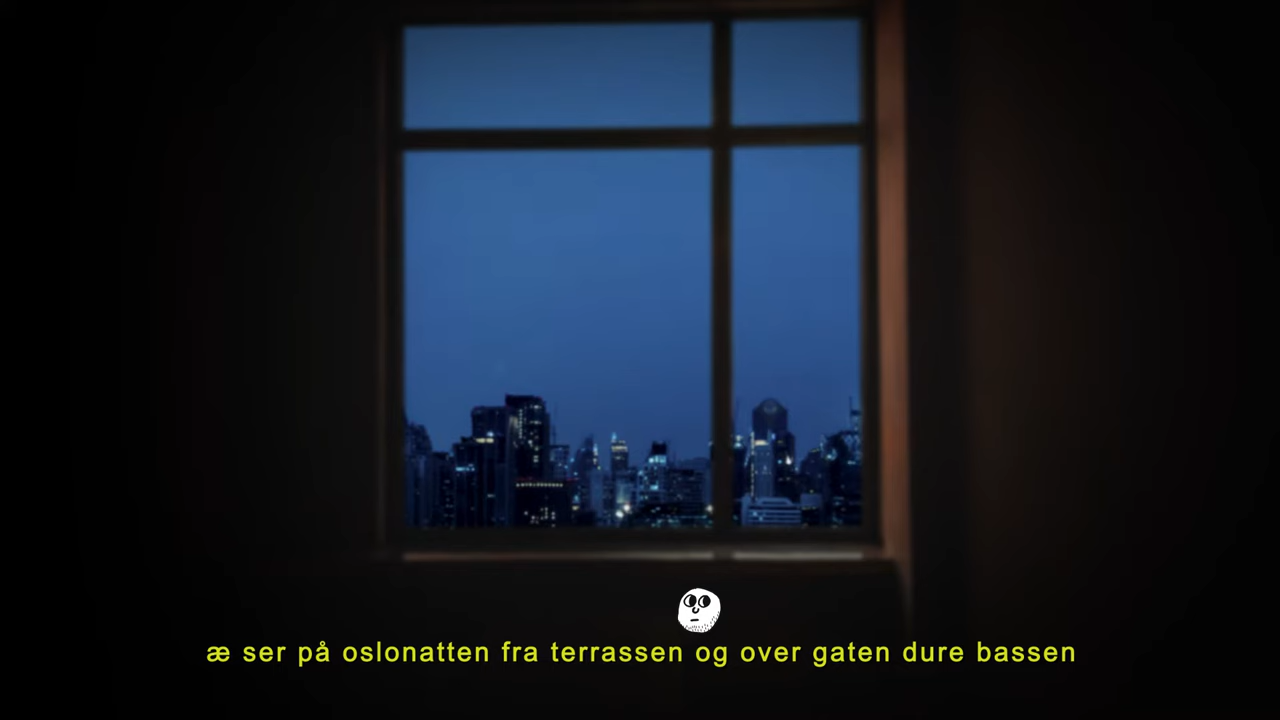 æ ser på oslonatten fra terrassen og over gaten dure bassen